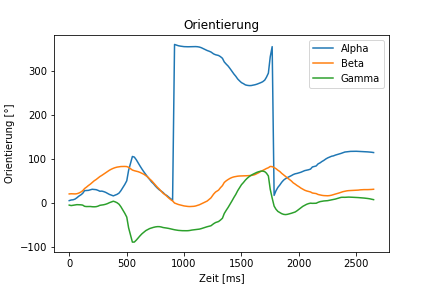 Orientierung
Alpha
Beta
Gamma
Orientierung [°]
300
200
100
0
−100
0
500
1000
1500
2000
2500
Zeit [ms]